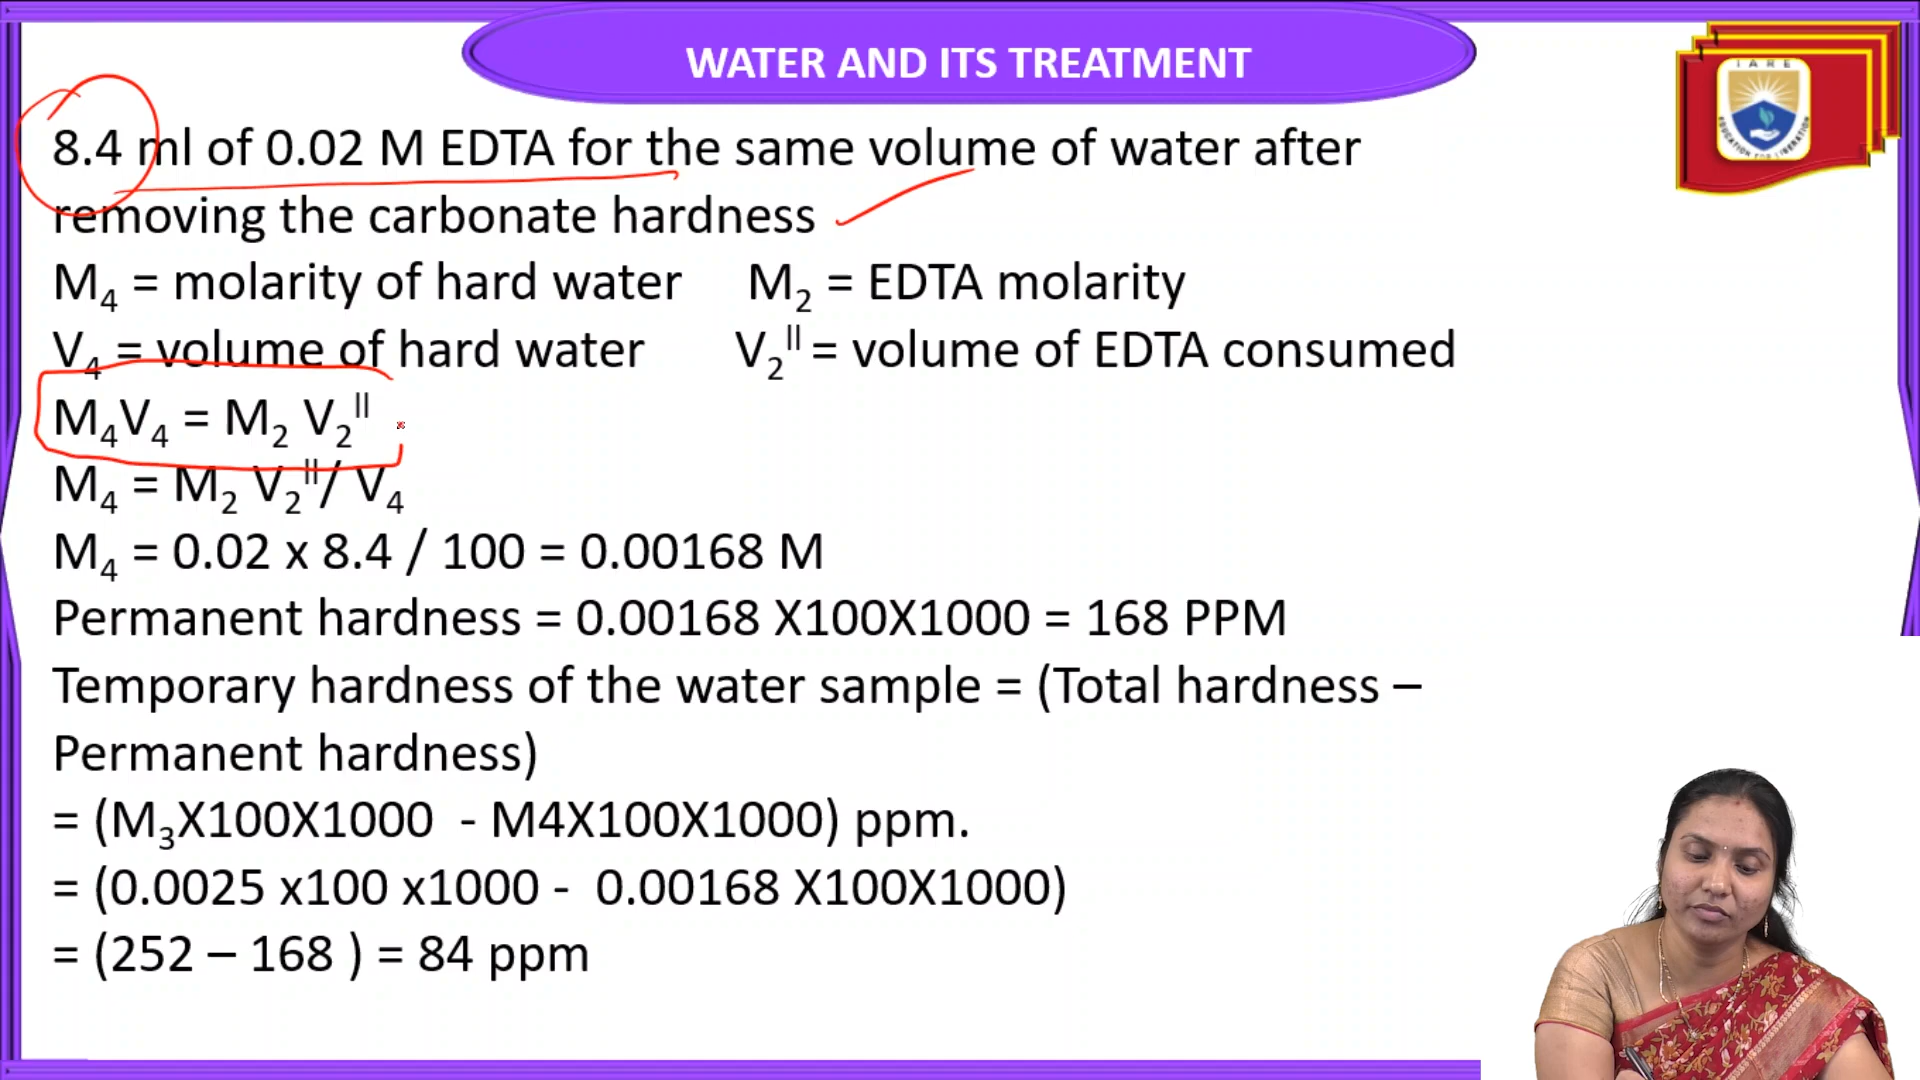 WATER AND ITS TREATMENT
I A R E
EDUCATION FOR LIBERATION
8.4 ml of 0.02 M EDTA for the same volume of water after
removing the carbonate hardness
M₄ = molarity of hard water M₂ = EDTA molarity
V₄ = volume of hard water V₂ᴵᴵ = volume of EDTA consumed
M₄V₄ = M₂ V₂ᴵᴵ
M₄ = M₂ V₂ᴵᴵ/ V₄
M₄ = 0.02 x 8.4 / 100 = 0.00168 M
Permanent hardness = 0.00168 X100X1000 = 168 PPM
Temporary hardness of the water sample = (Total hardness –
Permanent hardness)
= (M₃X100X1000 - M4X100X1000) ppm.
= (0.0025 x100 x1000 - 0.00168 X100X1000)
= (252 – 168 ) = 84 ppm